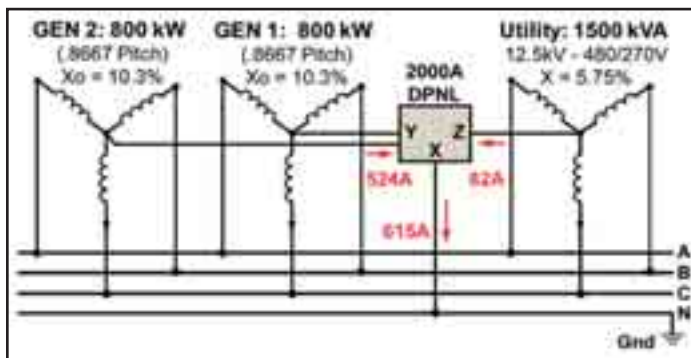 GEN 2: 800 kW
(.8667 Pitch)
Xo = 10.3%
GEN 1: 800 kW
(.8667 Pitch)
Xo = 10.3%
2000A
DPNL
Utility: 1500 kVA
12.5kV - 480/270V
X = 5.75%
Y Z
X
524A
82A
615A
A
B
C
N
Gnd